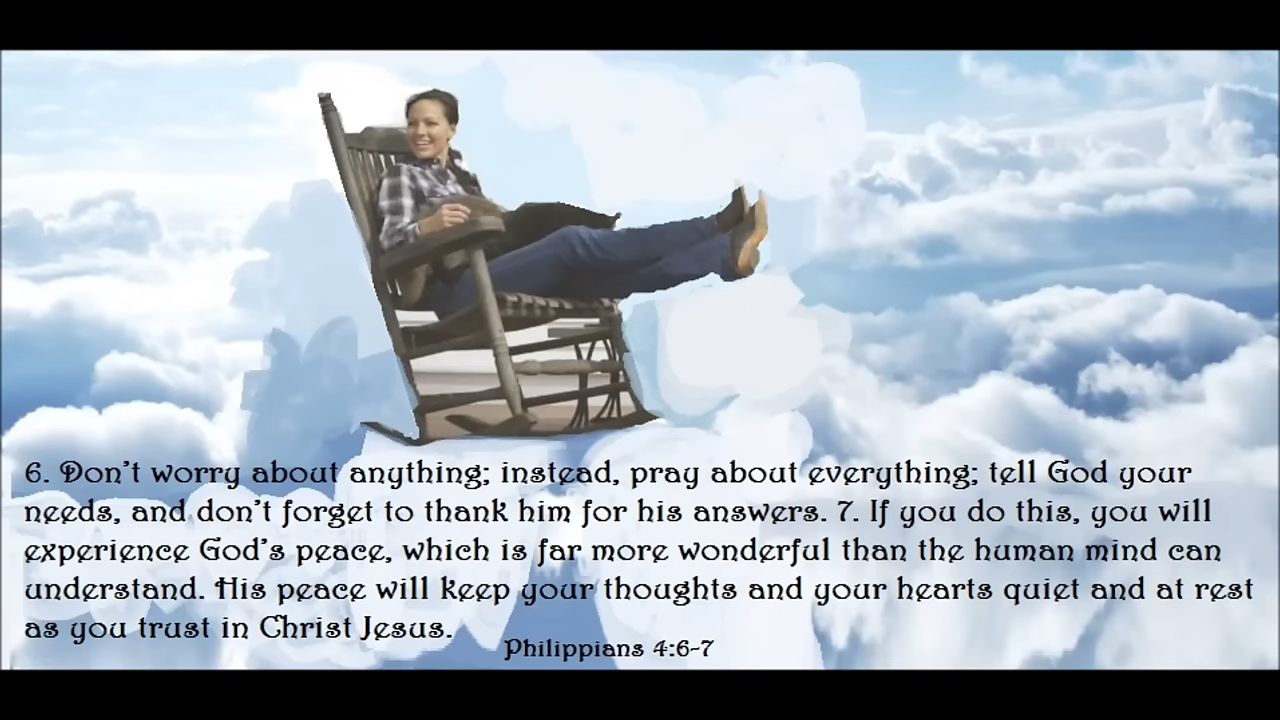 6. Don't worry about anything; instead, pray about everything; tell God your
needs, and don't forget to thank him for his answers. 7. If you do this, you will
experience God's peace, which is far more wonderful than the human mind can
understand. His peace will keep your thoughts and your hearts quiet and at rest
as you trust in Christ Jesus.
Philippians 4:6-7